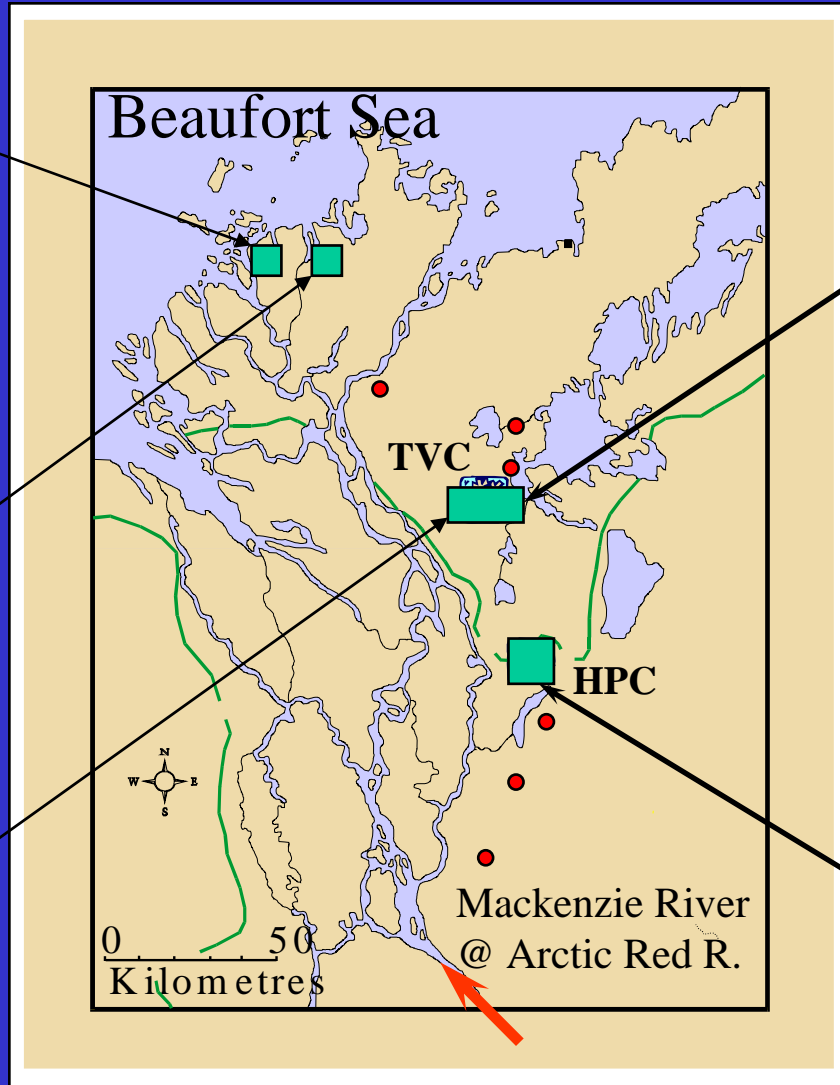 Beaufort Sea
TVC
HPC
N
W E
S
Mackenzie River
@ Arctic Red R.
0 50
Kilometres